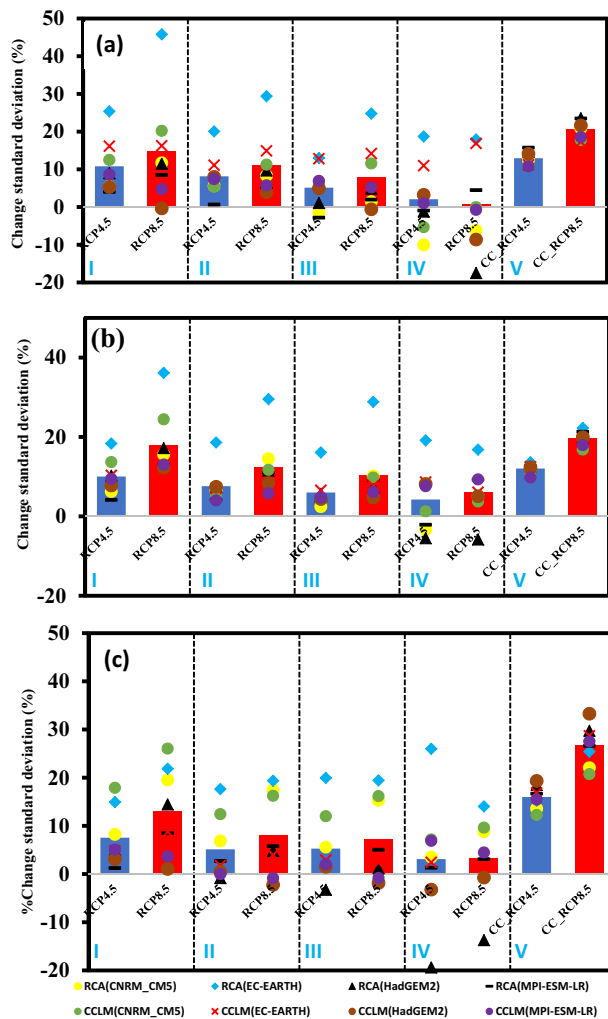 (a)
Change standard deviation (%)
50
40
30
20
10
0
-10
-20
RCP4.5
RCP8.5
RCP4.5
RCP8.5
RCP4.5
RCP8.5
RCP4.5
RCP8.5
CC_RCP4.5
CC_RCP8.5
I
II
III
IV
V
(b)
Change standard deviation (%)
40
20
0
-20
RCP4.5
RCP8.5
RCP4.5
RCP8.5
RCP4.5
RCP8.5
RCP4.5
RCP8.5
CC_RCP4.5
CC_RCP8.5
I
II
III
IV
V
(c)
%Change standard deviation (%)
50
40
30
20
10
0
-10
-20
RCP4.5
RCP8.5
RCP4.5
RCP8.5
RCP4.5
RCP8.5
RCP4.5
RCP8.5
CC_RCP4.5
CC_RCP8.5
I
II
III
IV
V
RCA(CNRM_CM5) RCA(EC-EARTH) RCA(HadGEM2) RCA(MPI-ESM-LR)
CCLM(CNRM_CM5) CCLM(EC-EARTH) CCLM(HadGEM2) CCLM(MPI-ESM-LR)